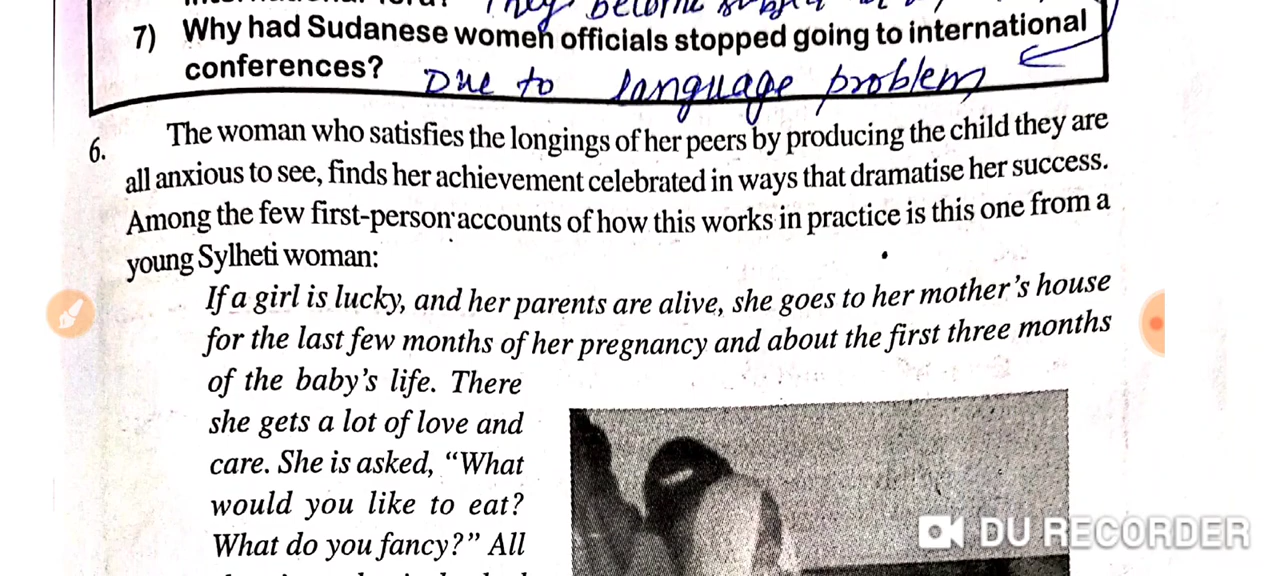 They become
7) Why had Sudanese women officials stopped going to international
conferences? Due to language problem
6. The woman who satisfies the longings of her peers by producing the child they are
all anxious to see, finds her achievement celebrated in ways that dramatise her success.
Among the few first-person accounts of how this works in practice is this one from a
young Sylheti woman:
If a girl is lucky, and her parents are alive, she goes to her mother's house
for the last few months of her pregnancy and about the first three months
of the baby's life. There
she gets a lot of love and
care. She is asked, "What
would you like to eat?
What do you fancy?" All
DU RECORDER